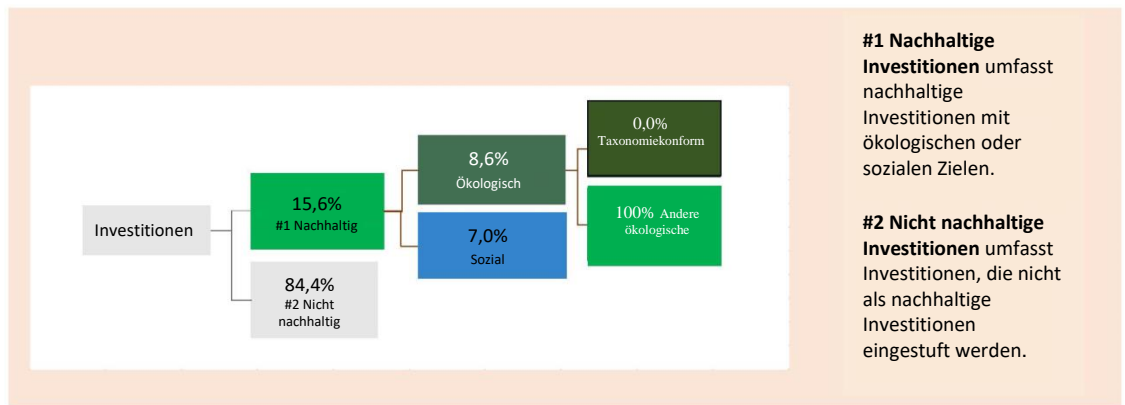 Investitionen
15,6%
#1 Nachhaltig
84,4%
#2 Nicht
nachhaltig
8,6%
Ökologisch
7,0%
Sozial
0,0%
Taxonomiekonform
100% Andere
ökologische
#1 Nachhaltige
Investitionen umfasst
nachhaltige
Investitionen mit
ökologischen oder
sozialen Zielen.
#2 Nicht nachhaltige
Investitionen umfasst
Investitionen, die nicht
als nachhaltige
Investitionen
eingestuft werden.